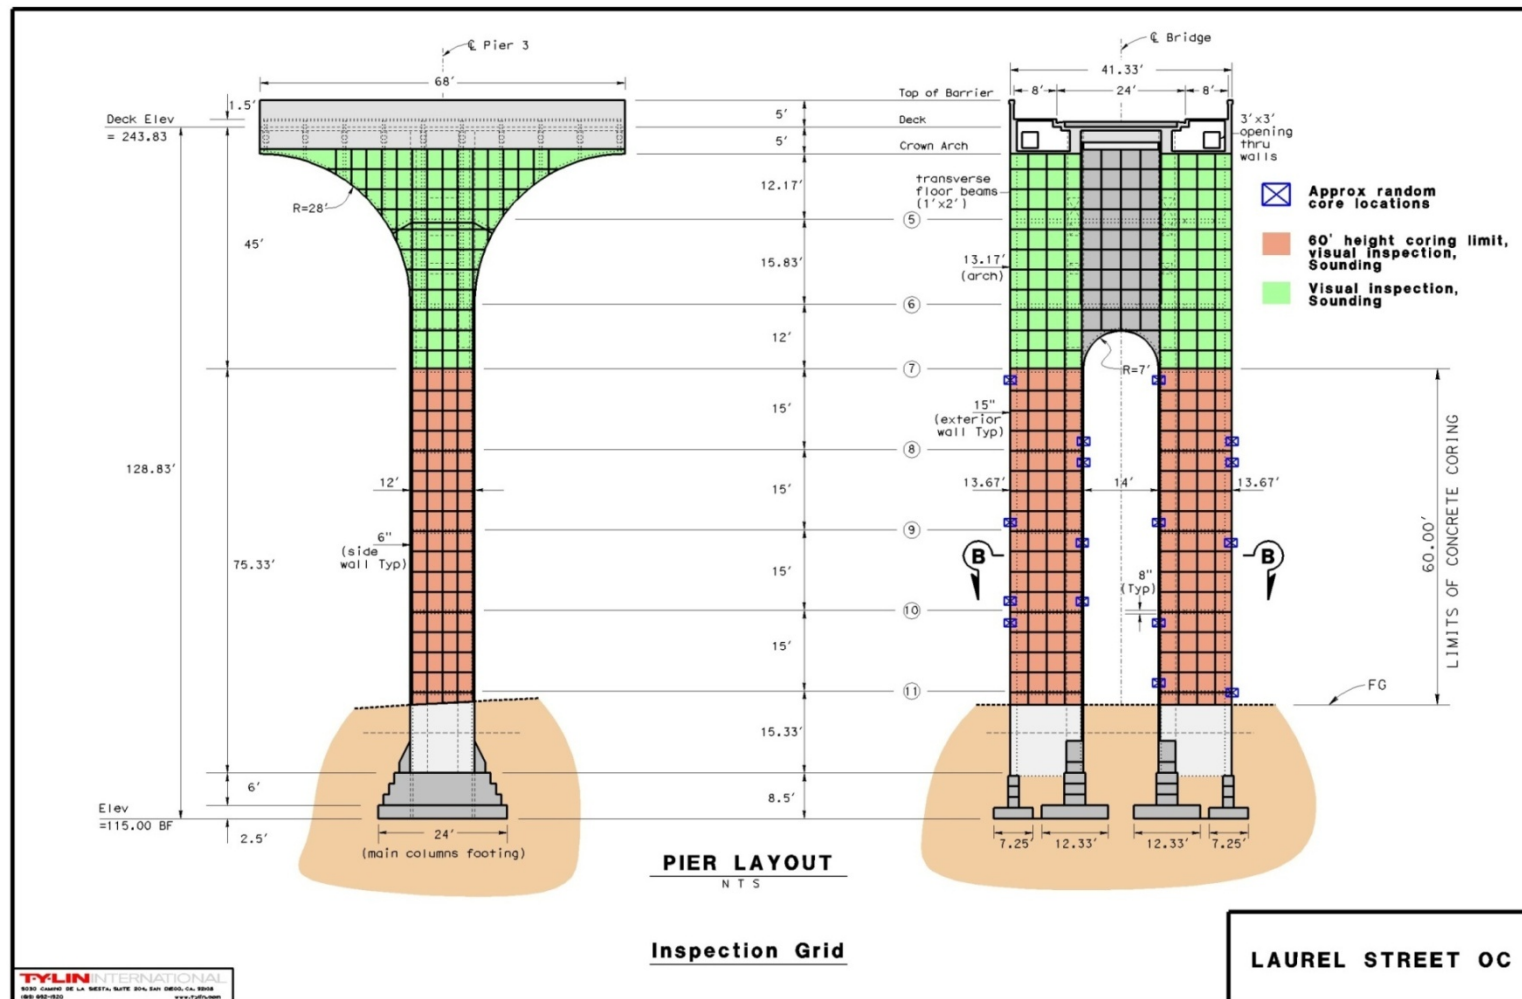 ℄ Pier 3
68'
1.5'
Deck Elev
= 243.83
R=28'
45'
128.83'
12'
6"
(side
wall Typ)
75.33'
6'
Elev
=115.00 BF
2.5'
24'
(main columns footing)
Top of Barrier
5'
Deck
5'
Crown Arch
12.17'
transverse
floor beams
(1'x2')
5
15.83'
13.17'
(arch)
6
12'
7
15'
15"
(exterior
wall Typ)
8
15'
13.67'
9
15'
10
15'
11
15.33'
8.5'
℄ Bridge
41.33'
8'
24'
8'
3'x3'
opening
thru
walls
R=7'
14'
13.67'
B
B
8"
(Typ)
60.00'
LIMITS OF CONCRETE CORING
FG
7.25'
12.33'
12.33'
7.25'
Approx random
core locations
60' height coring limit,
visual inspection,
Sounding
Visual inspection,
Sounding
PIER LAYOUT
NTS
Inspection Grid
LAUREL STREET OC
TYLININTERNATIONAL
www.tylin.com